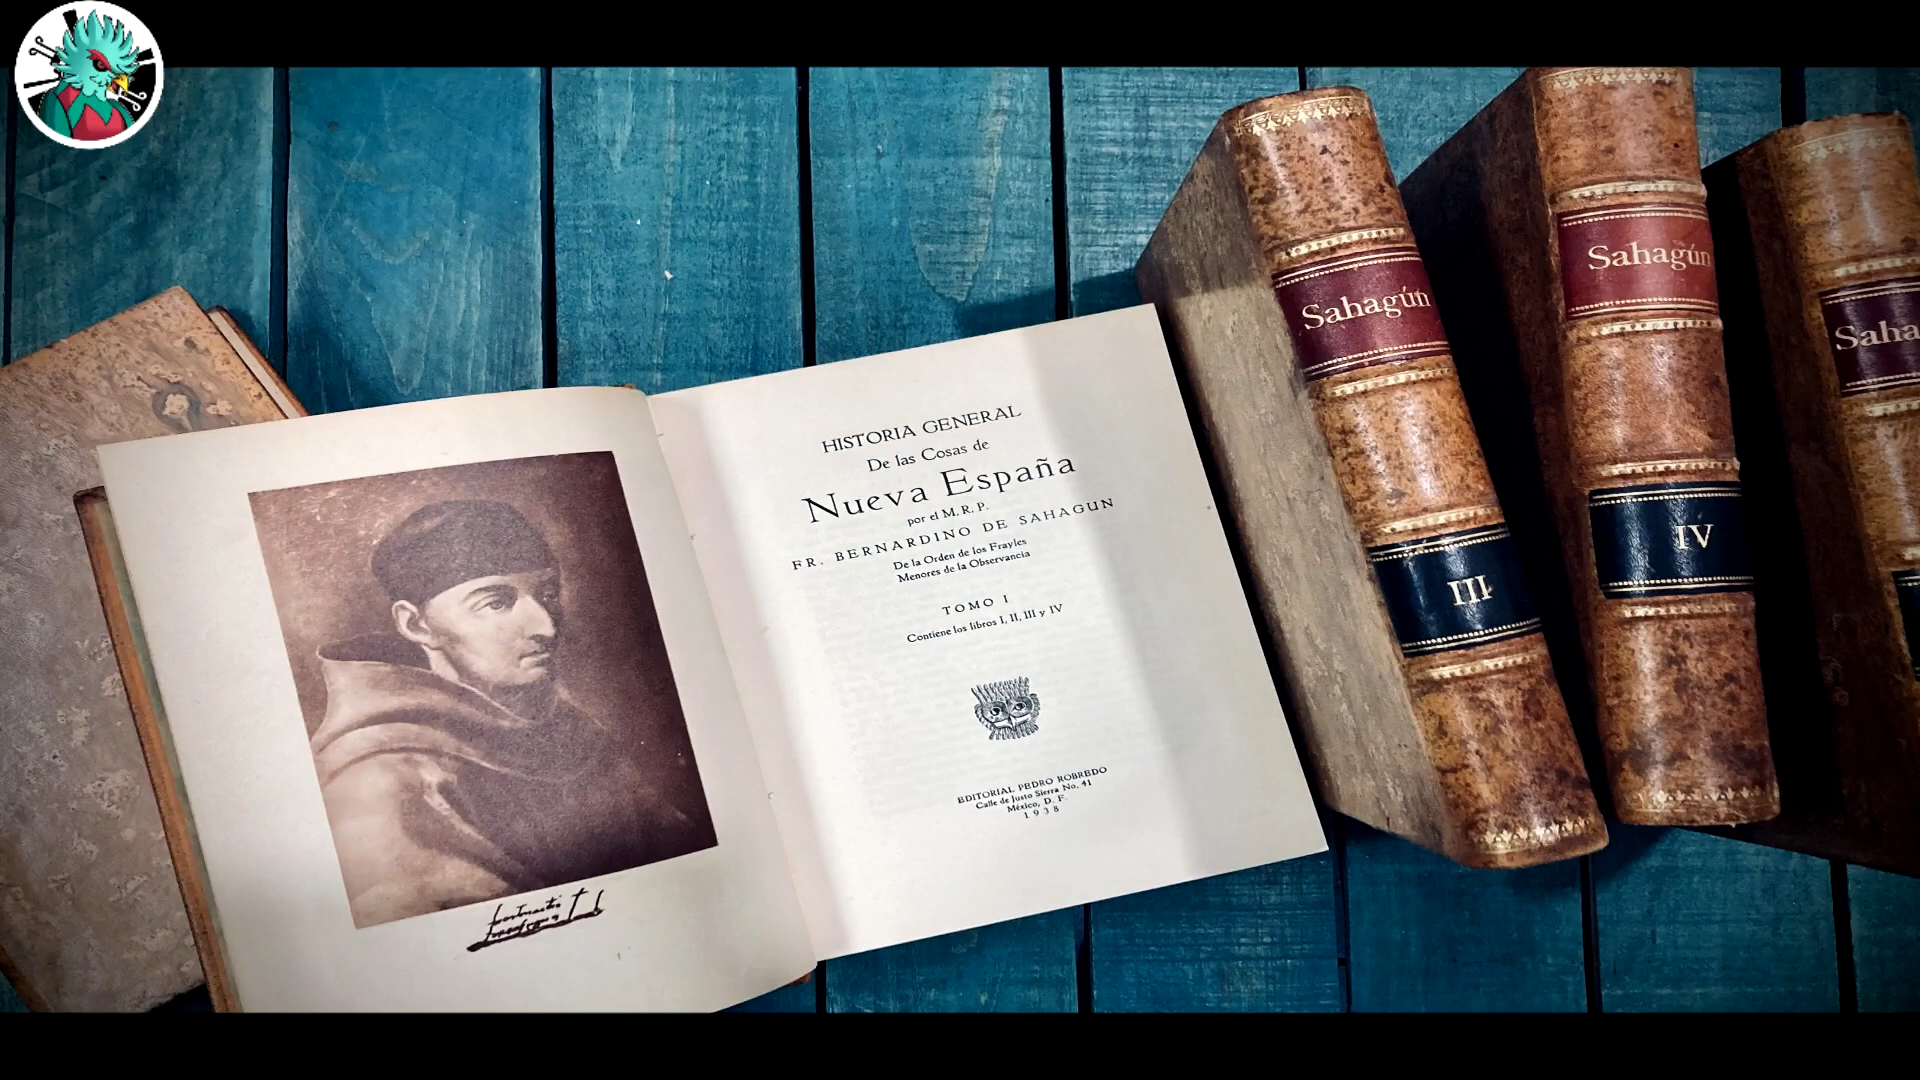 HISTORIA GENERAL
De las Cosas de
Nueva España
por el M. R. P.
FR. BERNARDINO DE SAHAGUN
De la Orden de los Frayles
Menores de la Observancia
TOMO I
Contiene los libros I, II, III y IV
EDITORIAL PEDRO ROBREDO
Calle de Justo Sierra No. 41
México, D. F.
1938
Sahagún
III
Sahagún
IV
Saha